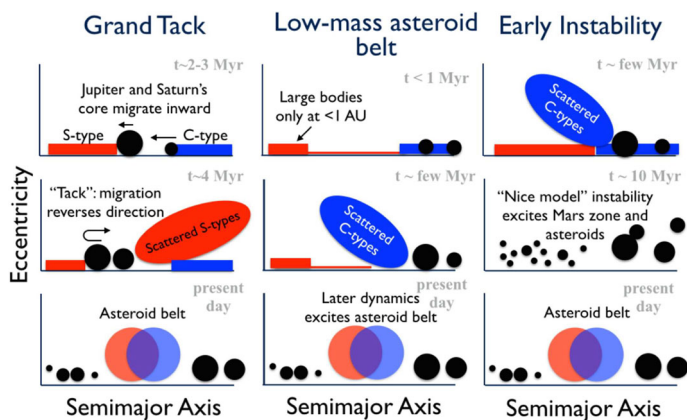 Grand Tack
t~2-3 Myr
Jupiter and Saturn's
core migrate inward
S-type
C-type
t~4 Myr
"Tack": migration
reverses direction
Scattered S-types
present
day
Asteroid belt
Semimajor Axis
Low-mass asteroid
belt
t < 1 Myr
Large bodies
only at <1 AU
t ~ few Myr
Scattered
C-types
present
day
Later dynamics
excites asteroid belt
Semimajor Axis
Early Instability
t ~ few Myr
Scattered
C-types
t ~ 10 Myr
"Nice model" instability
excites Mars zone and
asteroids
present
day
Asteroid belt
Semimajor Axis
Eccentricity